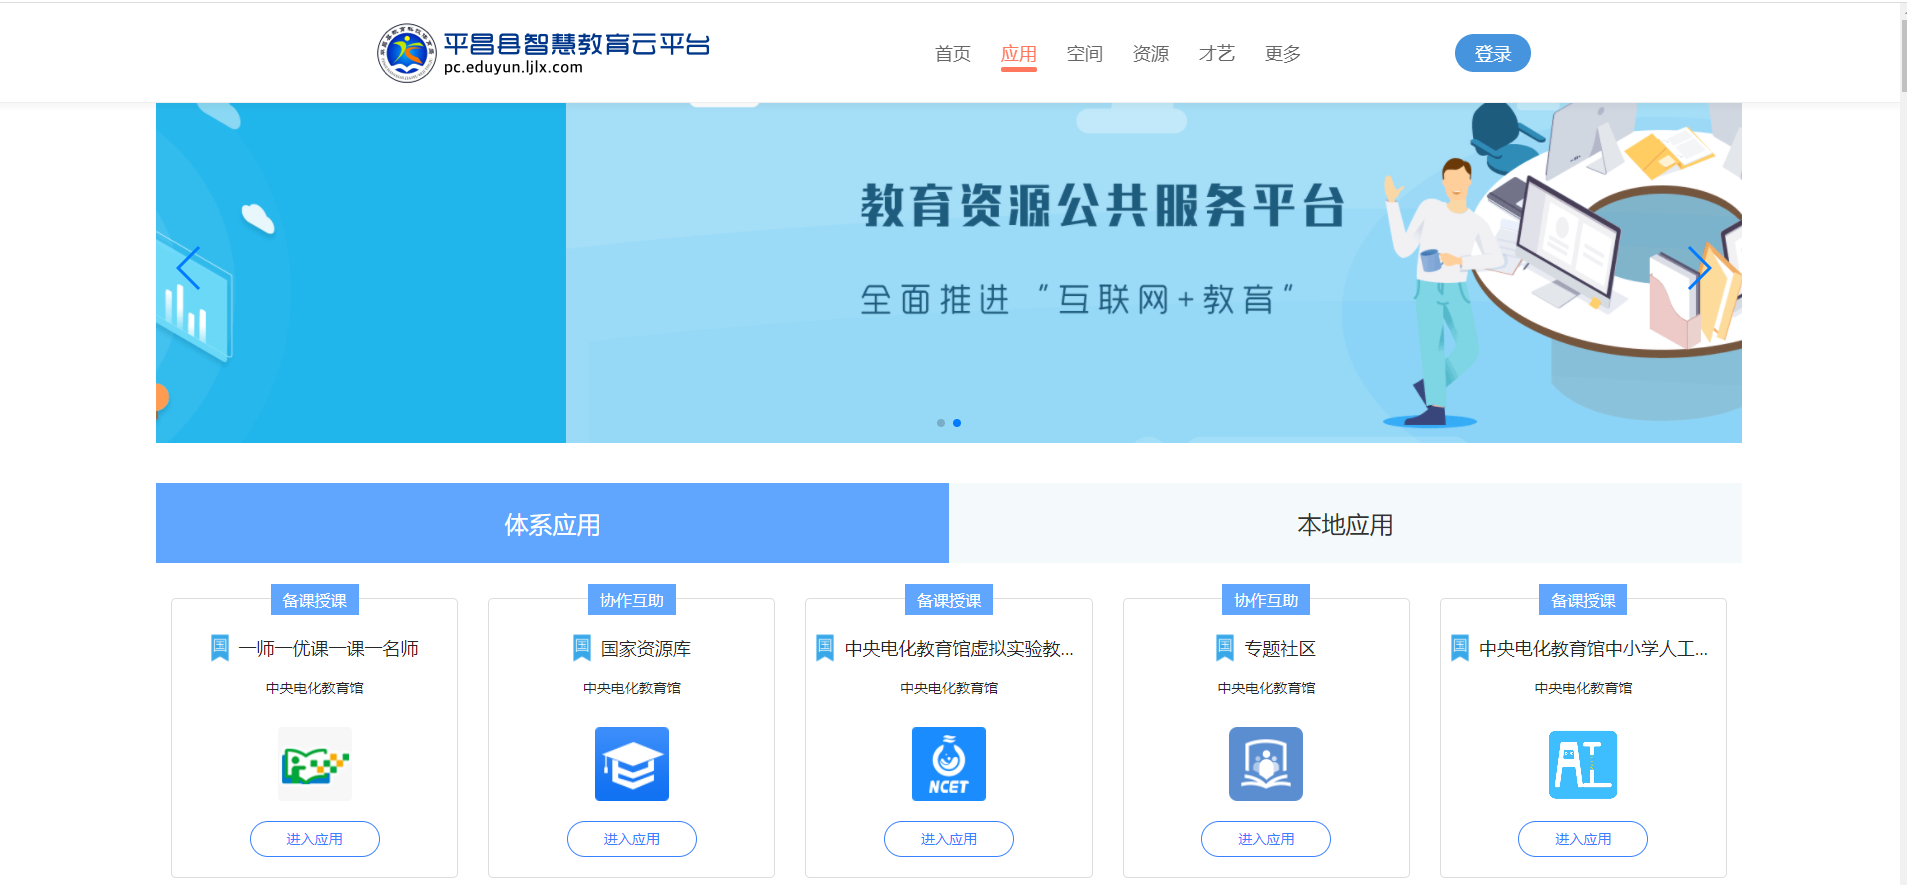 平昌县智慧教育云平台
pc.eduyun.ljlx.com
首页 应用 空间 资源 才艺 更多
登录
教育资源公共服务平台
全面推进“互联网+教育”
体系应用 本地应用
备课授课 协作互助 备课授课 协作互助 备课授课
国 一师一优课一课一名师 国 国家资源库 国 中央电化教育馆虚拟实验教... 国 专题社区 国 中央电化教育馆中小学人工...
中央电化教育馆 中央电化教育馆 中央电化教育馆 中央电化教育馆 中央电化教育馆
NCET AI
进入应用 进入应用 进入应用 进入应用 进入应用